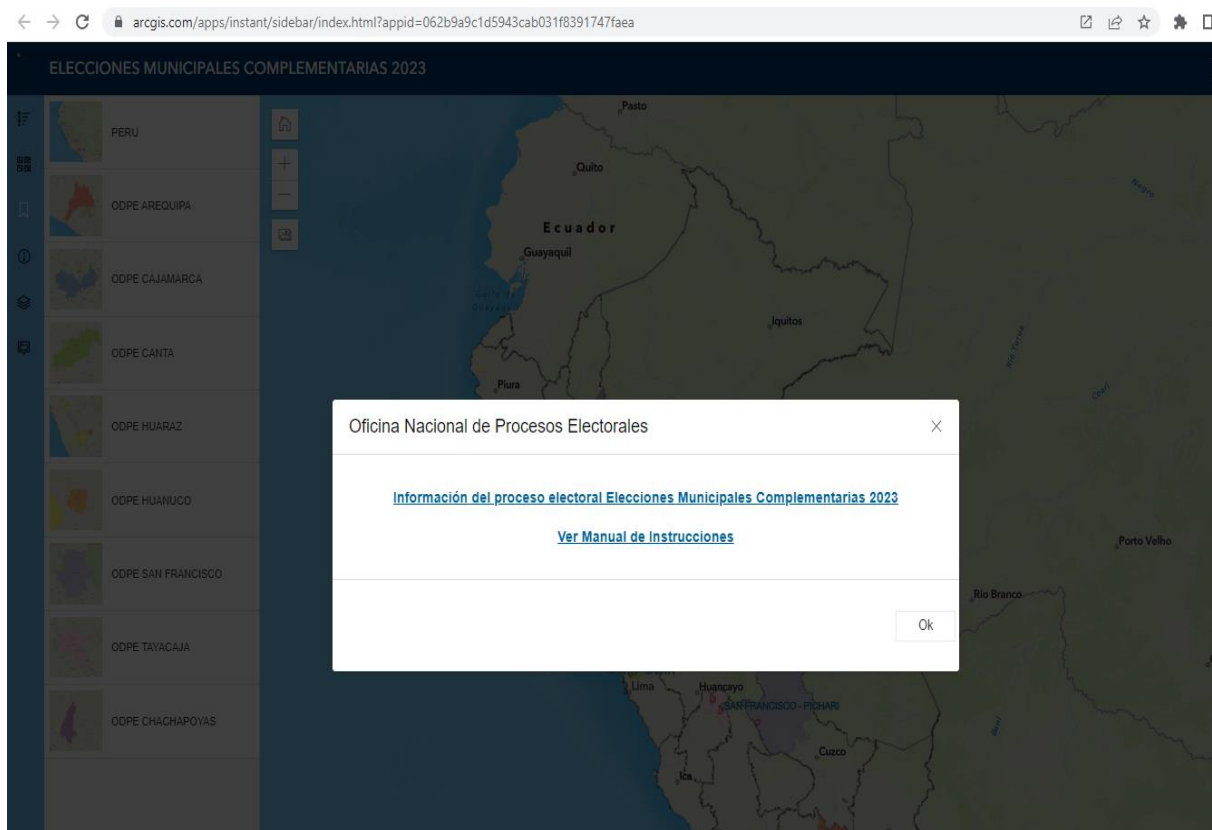 arcgis.com/apps/instant/sidebar/index.html?appid=062b9a9c1d5943cab031f8391747faea
ELECCIONES MUNICIPALES COMPLEMENTARIAS 2023
PERU
ODPE AREQUIPA
ODPE CAJAMARCA
ODPE CANTA
ODPE HUARAZ
ODPE HUANUCO
ODPE SAN FRANCISCO
ODPE TAYACAJA
ODPE CHACHAPOYAS
Pasto
Quito
Negro
Ecuador
Guayaquil
Iquitos
Piura
Oficina Nacional de Procesos Electorales
Información del proceso electoral Elecciones Municipales Complementarias 2023
Ver Manual de Instrucciones
Ok
Porto Velho
Rio Branco
Lima
Huancayo
SAN FRANCISCO - PICHARI
Beni
Cuzco
Ica